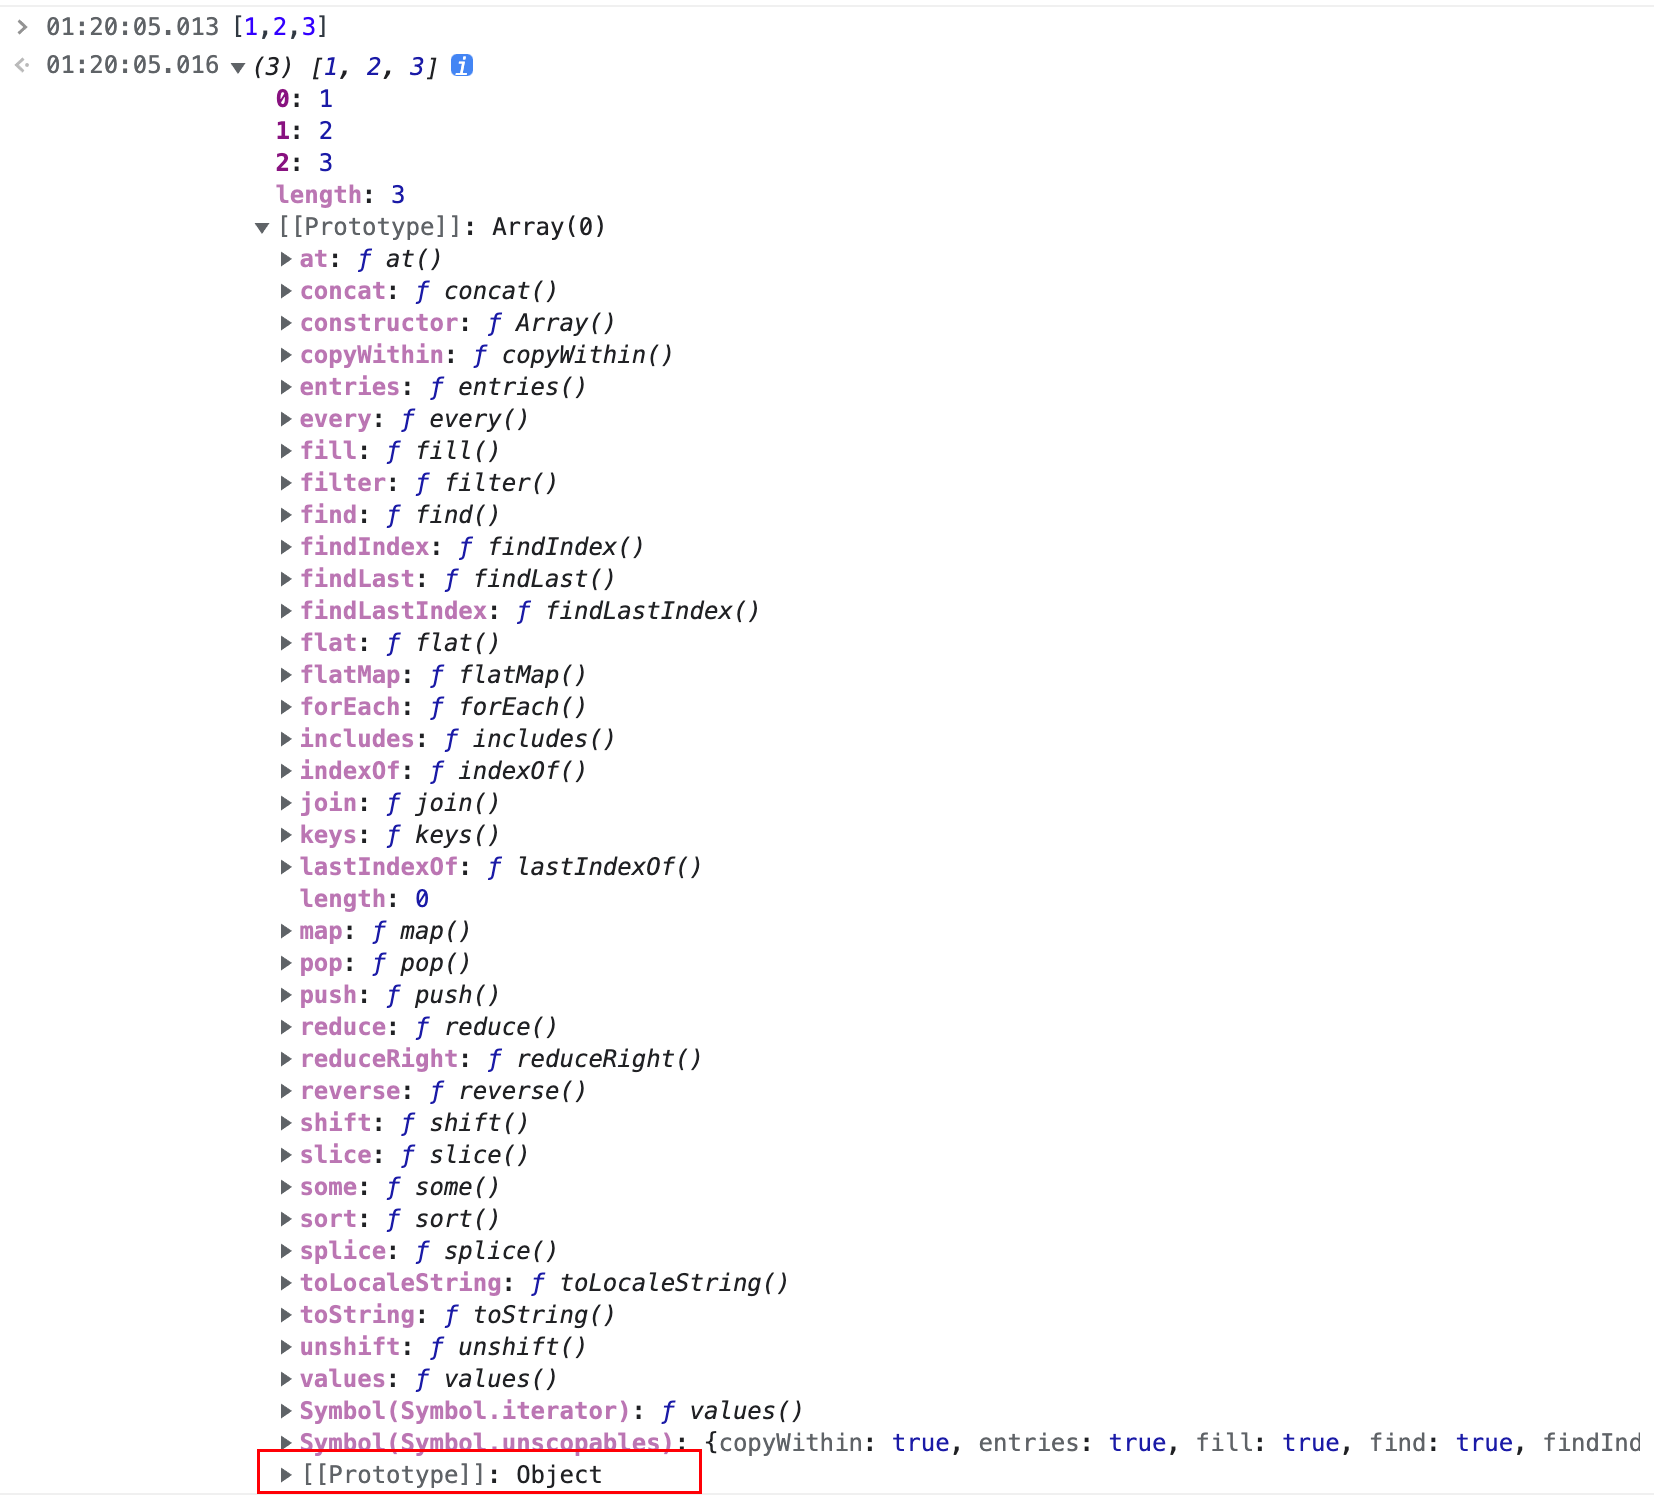 01:20:05.013 [1,2,3]
01:20:05.016 (3) [1, 2, 3] i
0: 1
1: 2
2: 3
length: 3
[[Prototype]]: Array(0)
at: ƒ at()
concat: ƒ concat()
constructor: ƒ Array()
copyWithin: ƒ copyWithin()
entries: ƒ entries()
every: ƒ every()
fill: ƒ fill()
filter: ƒ filter()
find: ƒ find()
findIndex: ƒ findIndex()
findLast: ƒ findLast()
findLastIndex: ƒ findLastIndex()
flat: ƒ flat()
flatMap: ƒ flatMap()
forEach: ƒ forEach()
includes: ƒ includes()
indexOf: ƒ indexOf()
join: ƒ join()
keys: ƒ keys()
lastIndexOf: ƒ lastIndexOf()
length: 0
map: ƒ map()
pop: ƒ pop()
push: ƒ push()
reduce: ƒ reduce()
reduceRight: ƒ reduceRight()
reverse: ƒ reverse()
shift: ƒ shift()
slice: ƒ slice()
some: ƒ some()
sort: ƒ sort()
splice: ƒ splice()
toLocaleString: ƒ toLocaleString()
toString: ƒ toString()
unshift: ƒ unshift()
values: ƒ values()
Symbol(Symbol.iterator): ƒ values()
Symbol(Symbol.unscopables): {copyWithin: true, entries: true, fill: true, find: true, findInd
[[Prototype]]: Object